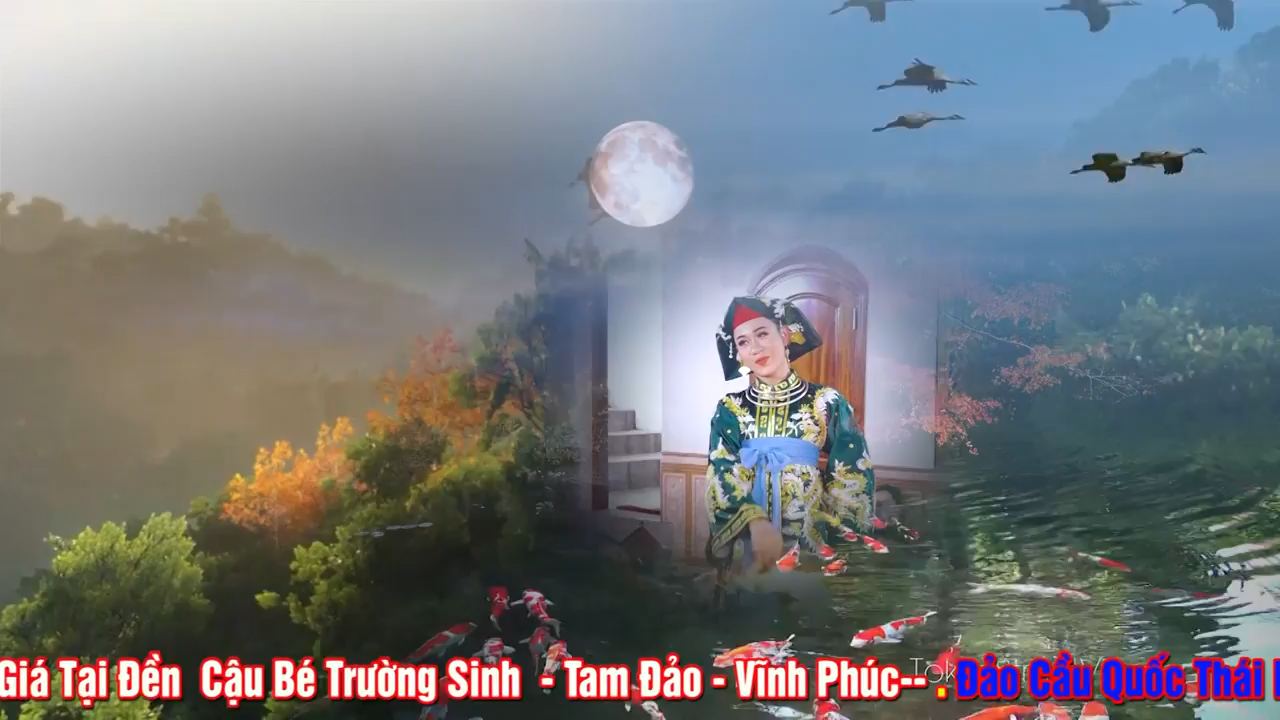 Giá Tại Đền Cậu Bé Trường Sinh - Tam Đảo - Vĩnh Phúc-- . Đảo Cầu Quốc Thái